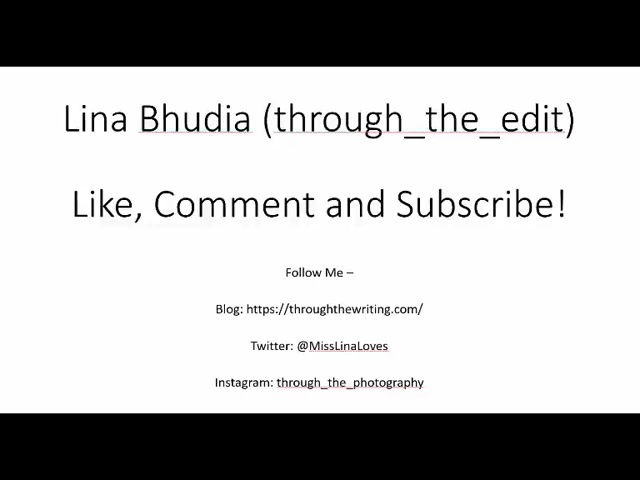 Lina Bhudia (through_the_edit)
Like, Comment and Subscribe!
Follow Me –
Blog: https://throughthewriting.com/
Twitter: @MissLinaLoves
Instagram: through_the_photography